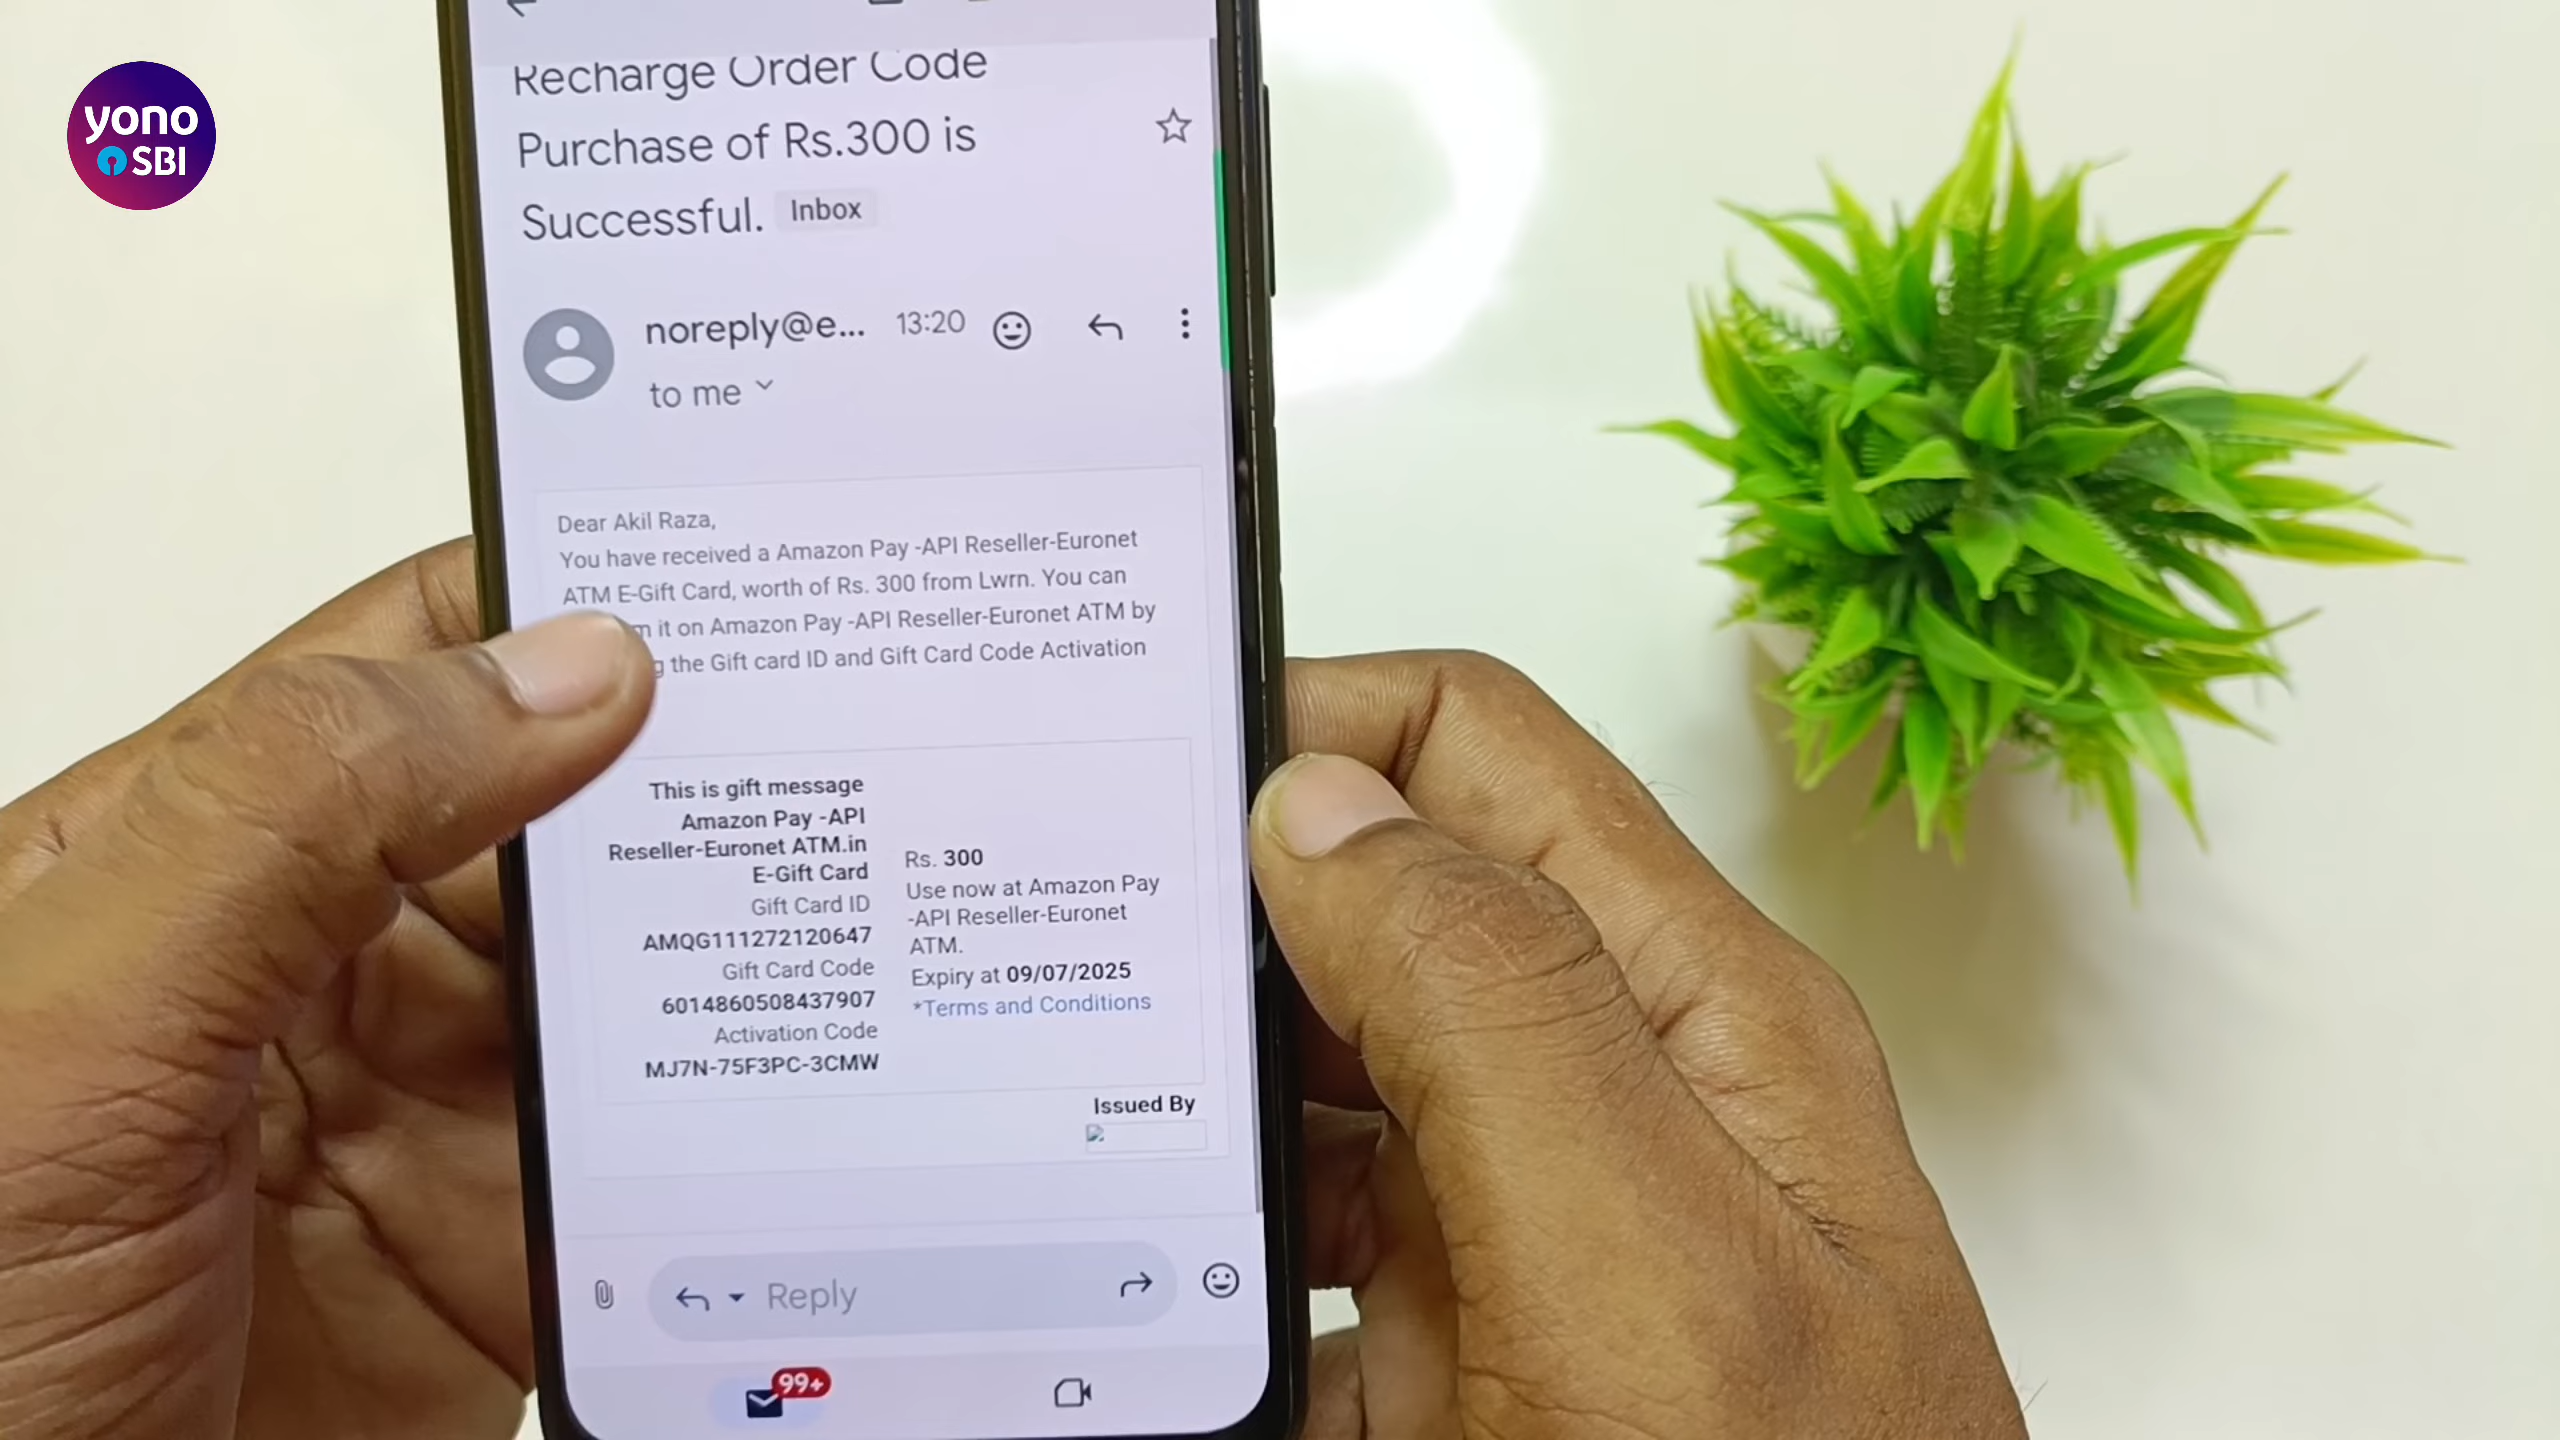 yono
SBI
Recharge Order Code
Purchase of Rs.300 is
Successful. Inbox
noreply@e... 13:20
to me
Dear Akil Raza,
You have received a Amazon Pay -API Reseller-Euronet
ATM E-Gift Card, worth of Rs. 300 from Lwrn. You can
it on Amazon Pay -API Reseller-Euronet ATM by
the Gift card ID and Gift Card Code Activation
This is gift message
Amazon Pay -API
Reseller-Euronet ATM.in
E-Gift Card
Gift Card ID
AMQG111272120647
Gift Card Code
6014860508437907
Activation Code
MJ7N-75F3PC-3CMW
Rs. 300
Use now at Amazon Pay
-API Reseller-Euronet
ATM.
Expiry at 09/07/2025
*Terms and Conditions
Issued By
Reply
99+